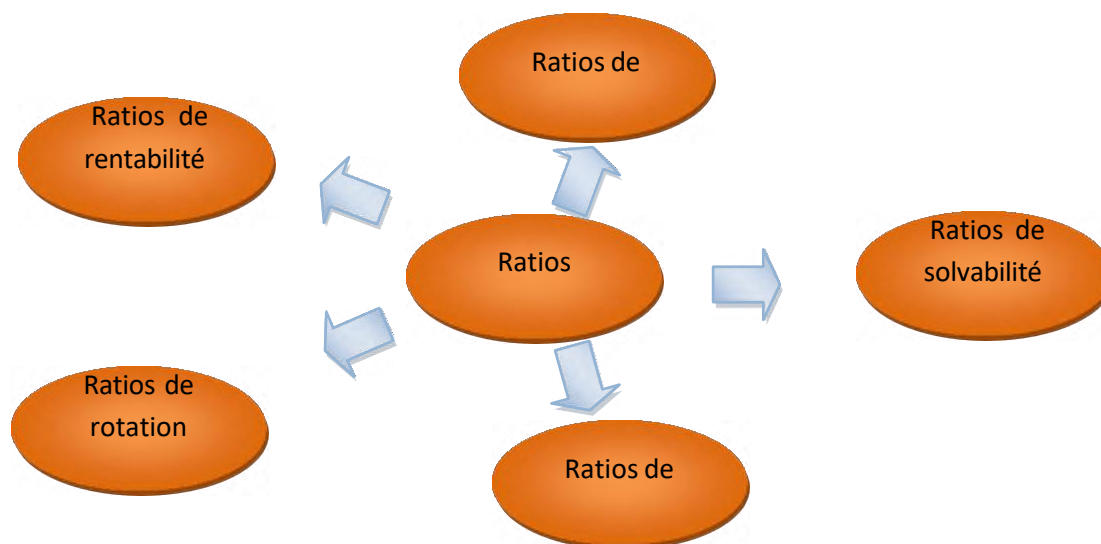 Ratios de
Ratios de
rentabilité
Ratios
Ratios de
solvabilité
Ratios de
rotation
Ratios de